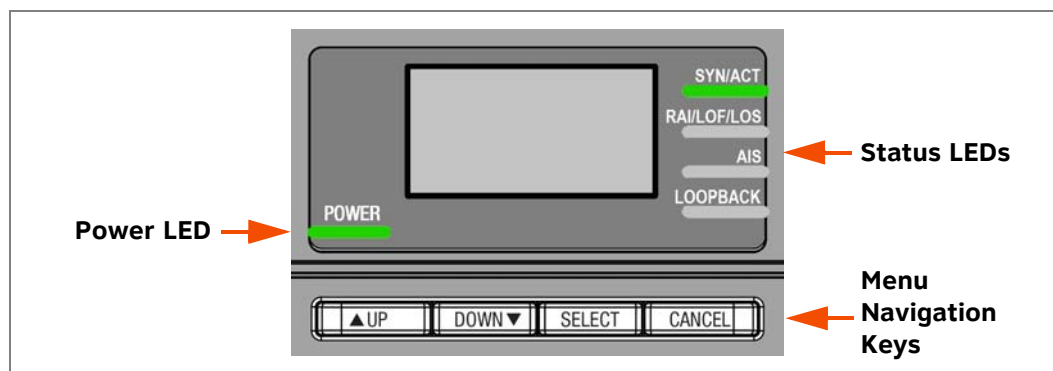 SYN/ACT
RAI/LOF/LOS
AIS
LOOPBACK
Status LEDs
POWER
Power LED
▲UP
DOWN▼
SELECT
CANCEL
Menu
Navigation
Keys